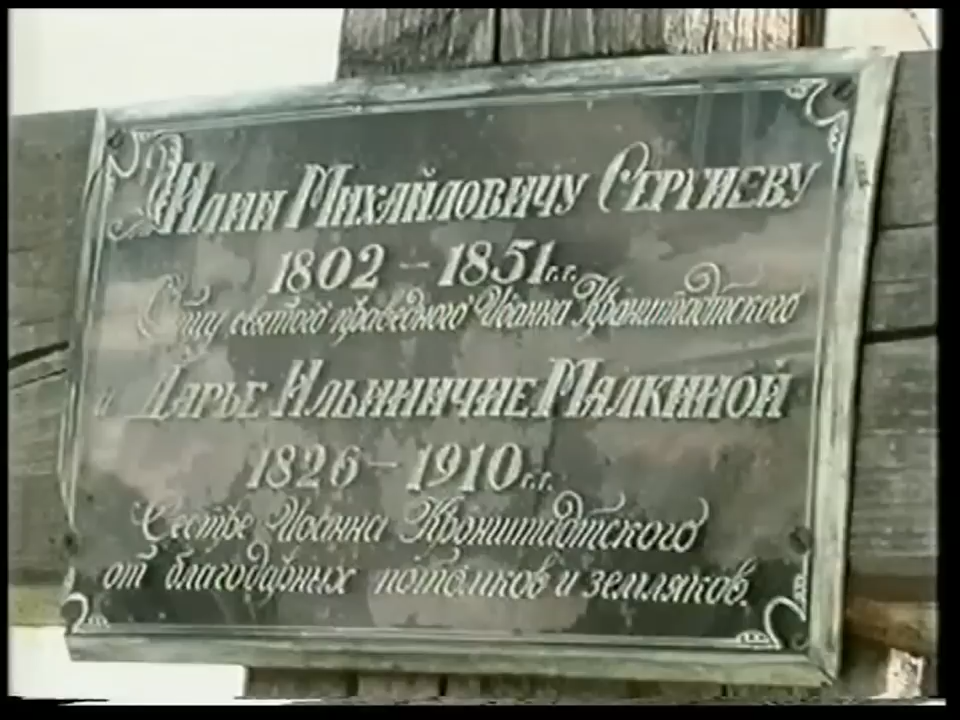 Илии Михайловичу Сергиеву
1802 – 1851 г.г.
Отцу святого праведного Иоанна Кронштадтского
и Дарье Ильиничне Малкиной
1826 – 1910 г.г.
Сестре Иоанна Кронштадтского
от благодарных потомков и земляков.